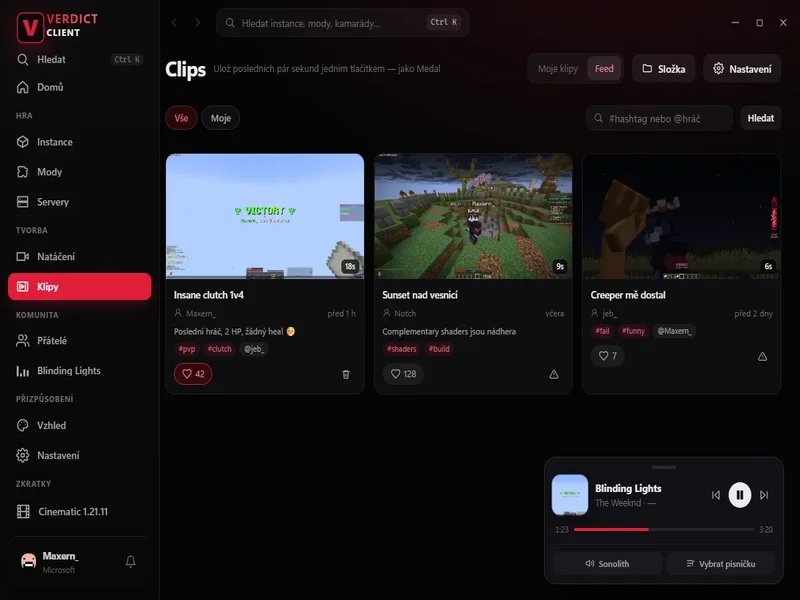 VERDICT
CLIENT
Hledat instance, mody, kamarády... Ctrl K
Hledat Ctrl K
Domů
HRA
Instance
Mody
Servery
TVORBA
Natáčení
Klipy
KOMUNITA
Přátelé
Blinding Lights
PŘIZPŮSOBENÍ
Vzhled
Nastavení
ZKRATKY
Cinematic 1.21.11
Maxern_
Microsoft
Clips Ulož posledních pár sekund jedním tlačítkem — jako Medal
Moje klipy Feed Složka Nastavení
Vše Moje
#hashtag nebo @hráč Hledat
VICTORY
18s
Insane clutch 1v4
Maxern_ před 1 h
Poslední hráč, 2 HP, žádný heal
#pvp #clutch @jeb_
42
Maxern_
9s
Sunset nad vesnicí
Notch včera
Complementary shaders jsou nádhera
#shaders #build
128
6s
Creeper mě dostal
jeb_ před 2 dny
#fail #funny @Maxern_
7
Blinding Lights
The Weeknd · —
1:23 3:20
Sonolith Vybrat písničku